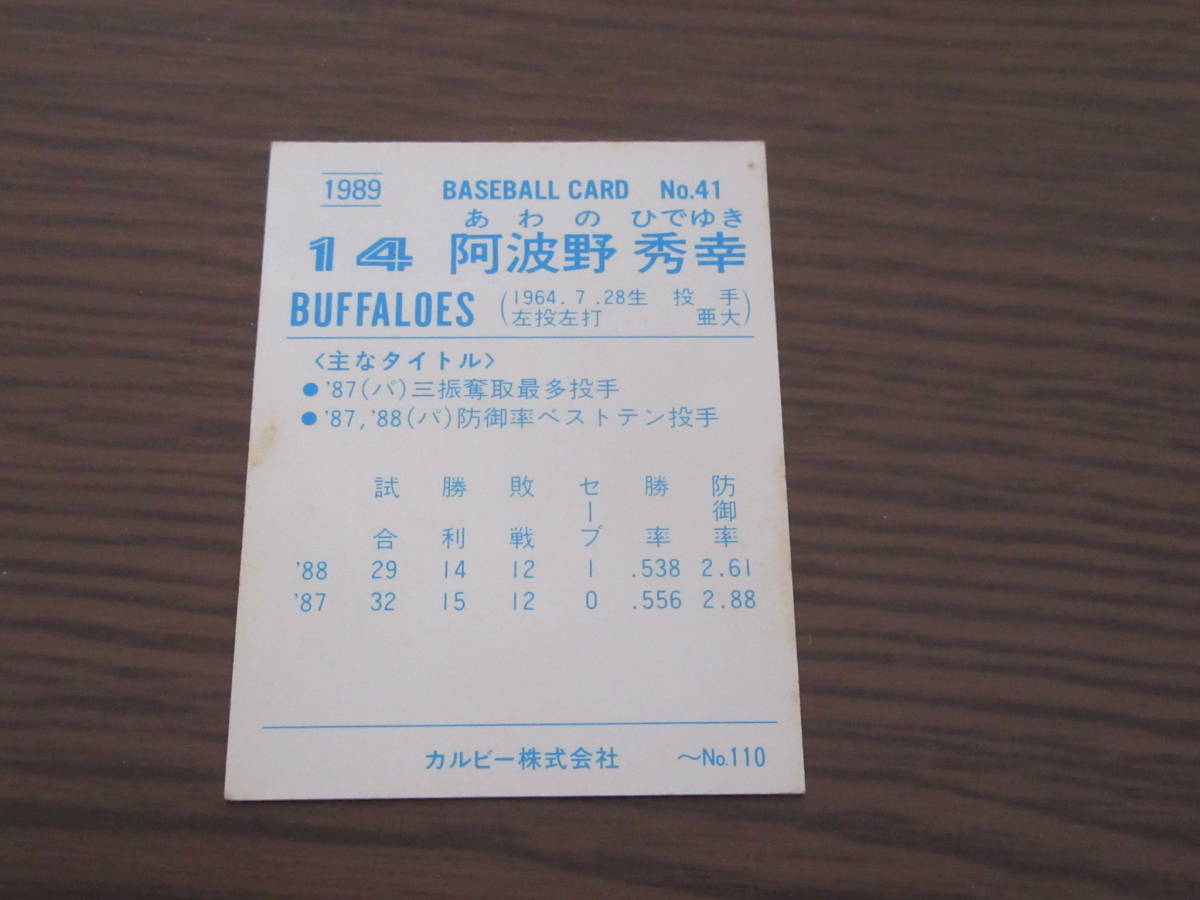 1989 BASEBALL CARD No.41
あわの ひでゆき
14 阿波野 秀幸
BUFFALOES (1964.7.28生 投手
左投左打 亜大)
〈主なタイトル〉
●'87(パ)三振奪取最多投手
●'87,'88(パ)防御率ベストテン投手
試合 勝利 敗戦 セーブ 勝率 防御率
'88 29 14 12 1 .538 2.61
'87 32 15 12 0 .556 2.88
カルビー株式会社 〜No.110